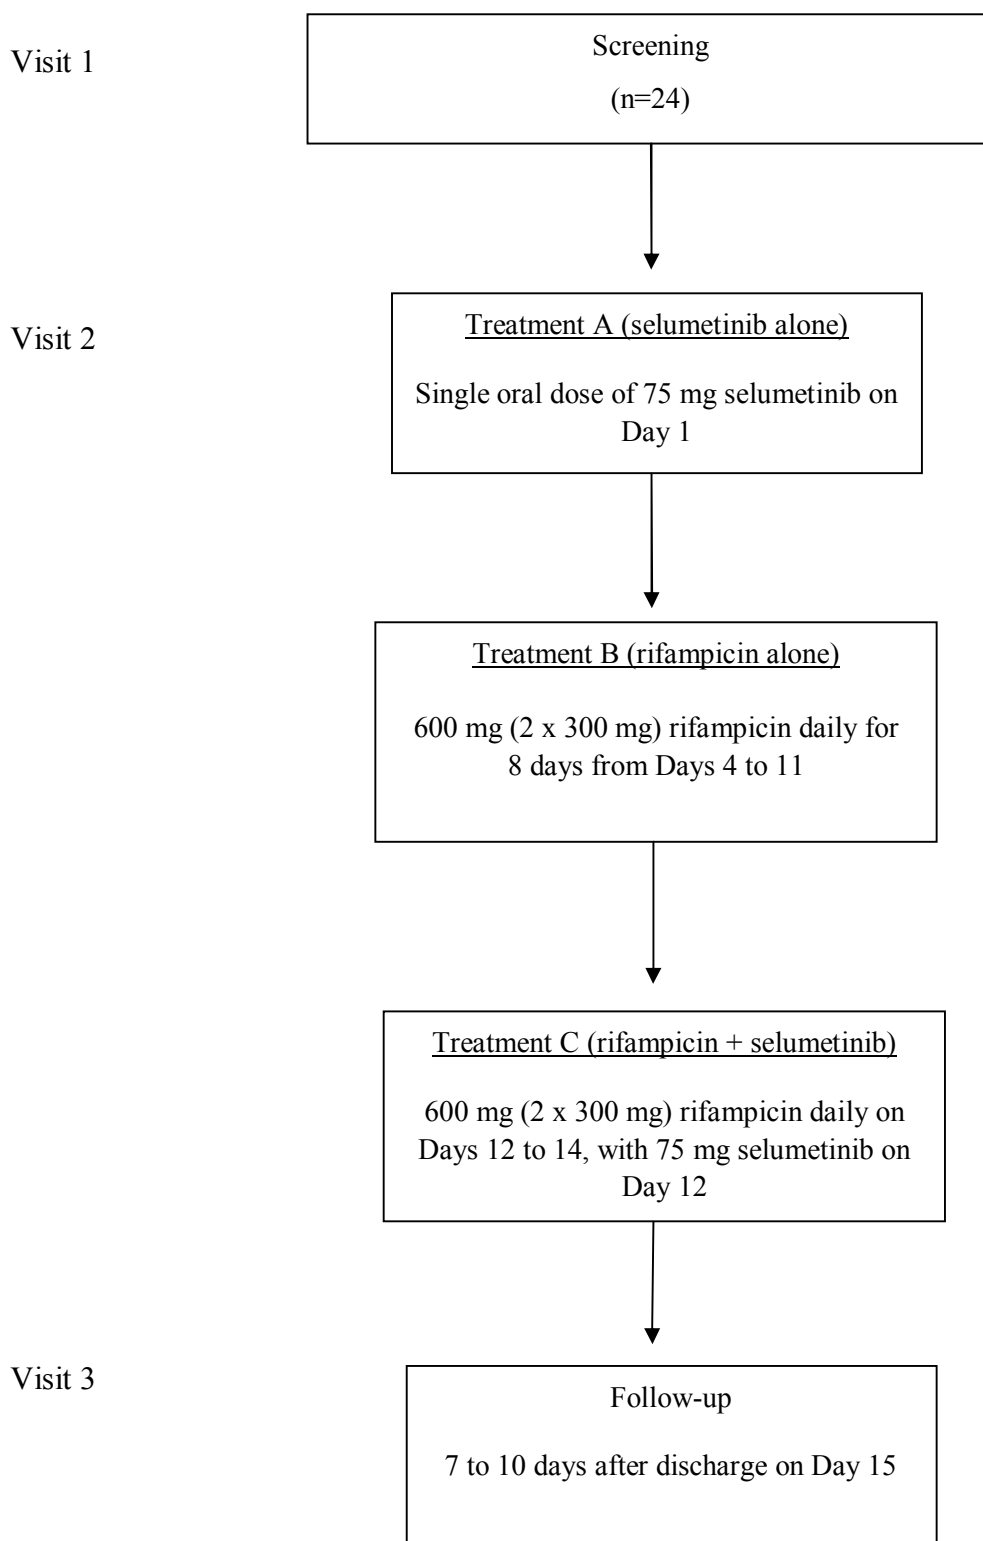 Visit 1
Screening
(n=24)
Visit 2
Treatment A (selumetinib alone)
Single oral dose of 75 mg selumetinib on
Day 1
Treatment B (rifampicin alone)
600 mg (2 x 300 mg) rifampicin daily for
8 days from Days 4 to 11
Treatment C (rifampicin + selumetinib)
600 mg (2 x 300 mg) rifampicin daily on
Days 12 to 14, with 75 mg selumetinib on
Day 12
Visit 3
Follow-up
7 to 10 days after discharge on Day 15